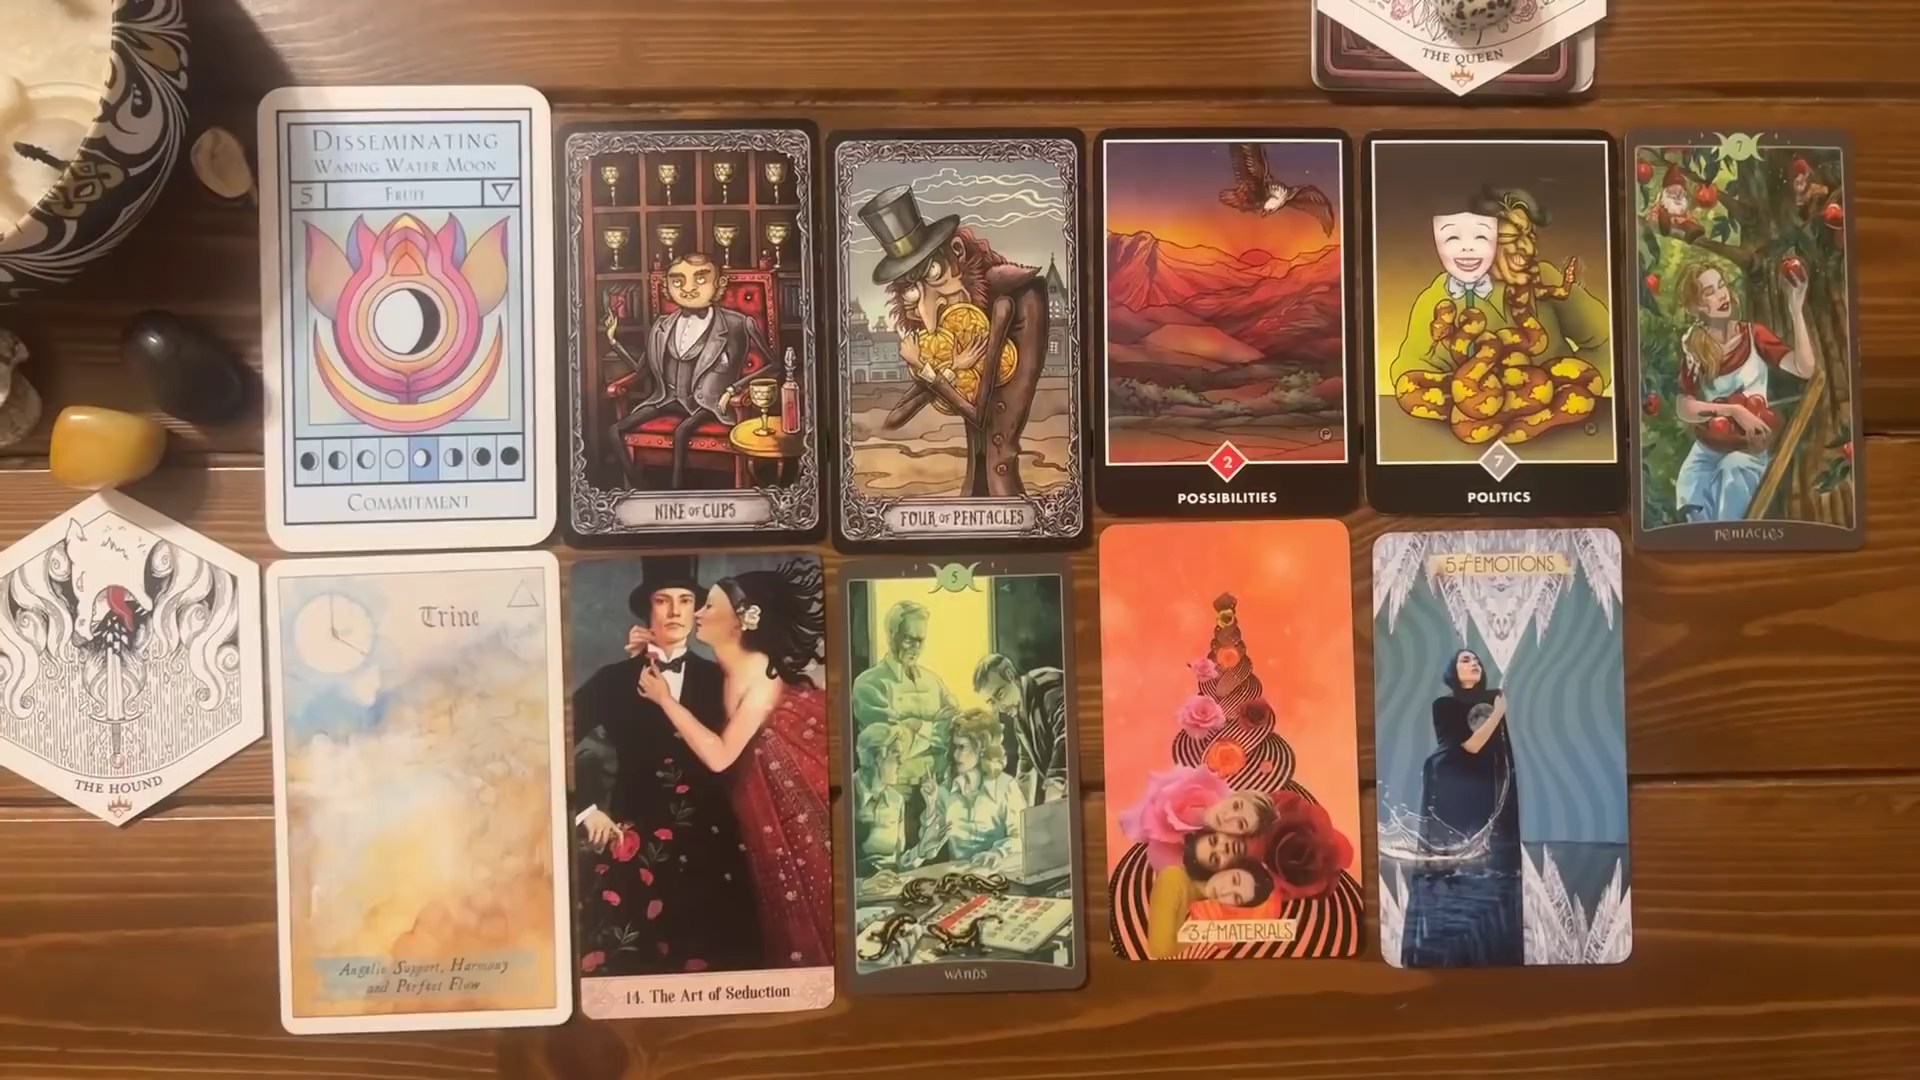 THE QUEEN
DISSEMINATING
WANING WATER MOON
5
FRUIT
COMMITMENT
NINE OF CUPS
FOUR OF PENTACLES
2
POSSIBILITIES
7
POLITICS
7
PENTACLES
THE HOUND
Trine
Angelic Support, Harmony
and Perfect Flow
14. The Art of Seduction
5
WANDS
3 of MATERIALS
5 of EMOTIONS